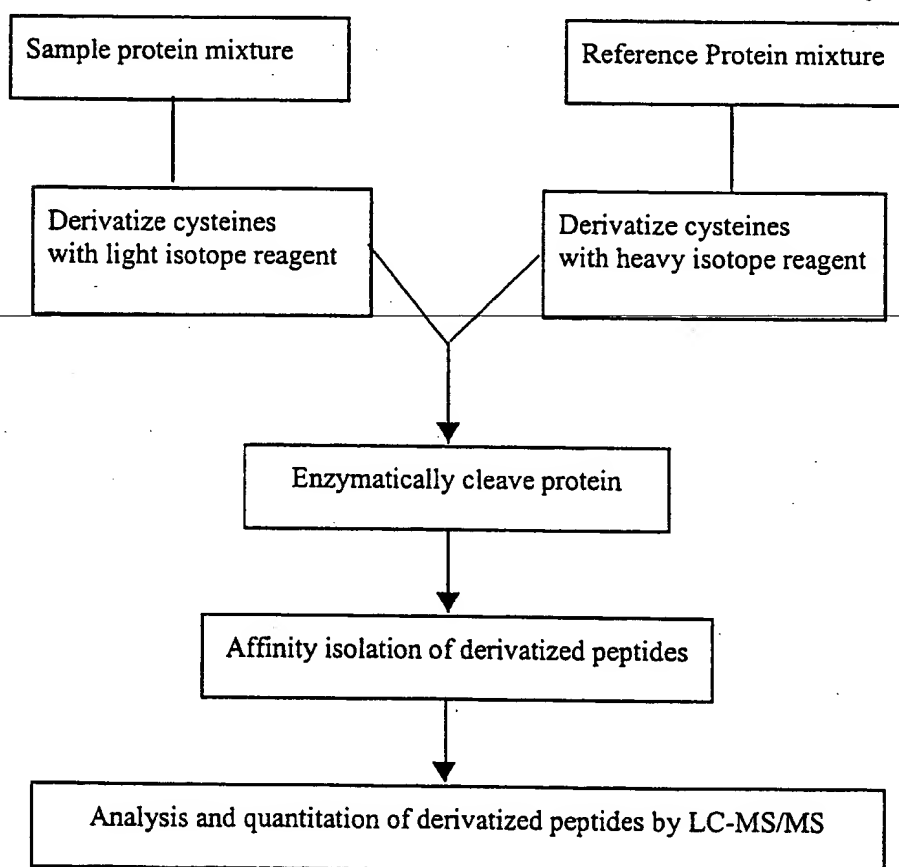 Sample protein mixture
Reference Protein mixture
Derivatize cysteines
with light isotope reagent
Derivatize cysteines
with heavy isotope reagent
Enzymatically cleave protein
Affinity isolation of derivatized peptides
Analysis and quantitation of derivatized peptides by LC-MS/MS